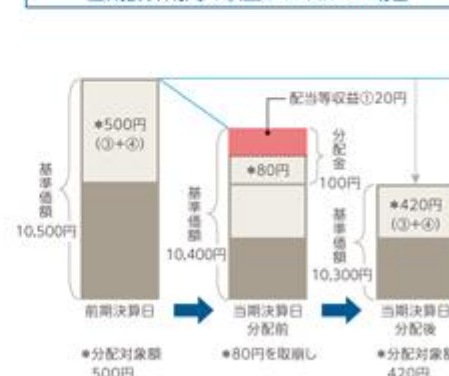 配当等収益①20円
*500円
(③+④)
分配金
100円
*80円
基準価額
10,500円
基準価額
10,400円
基準価額
10,300円
*420円
(③+④)
前期決算日
当期決算日
分配前
当期決算日
分配後
*分配対象額
500円
*80円を取崩し
*分配対象額
420円